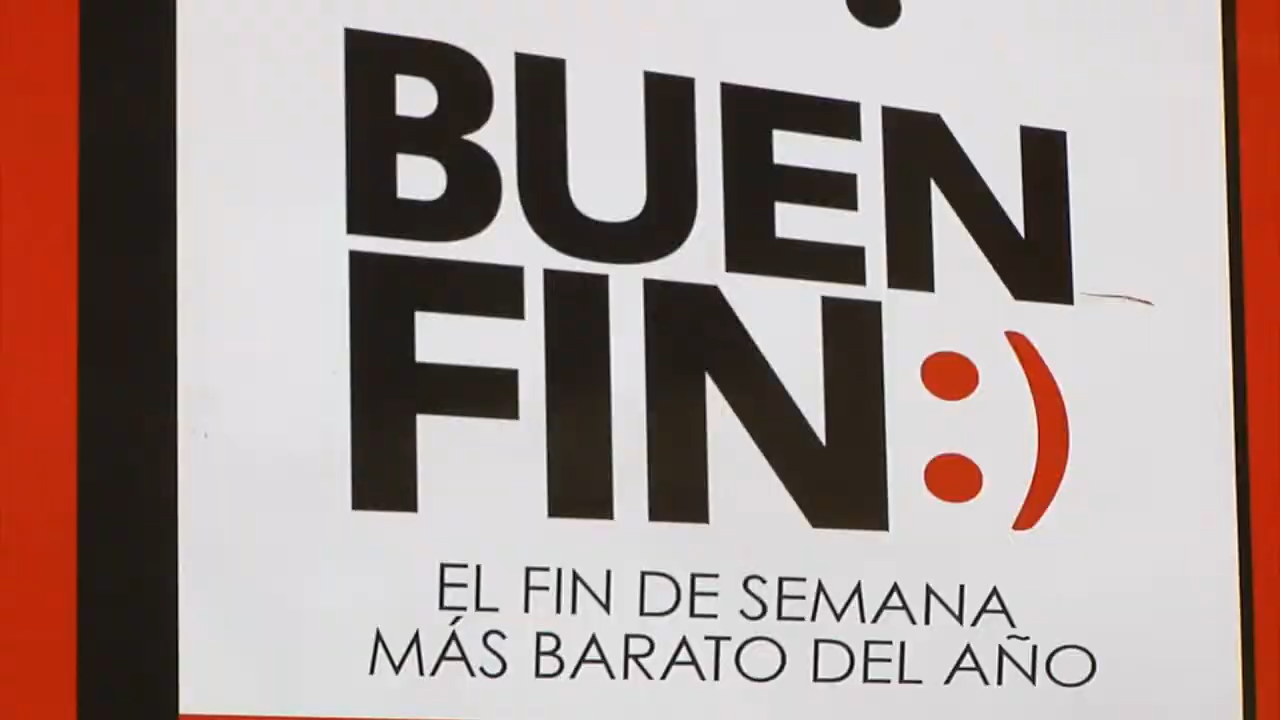 BUEN
FIN:)
EL FIN DE SEMANA
MÁS BARATO DEL AÑO